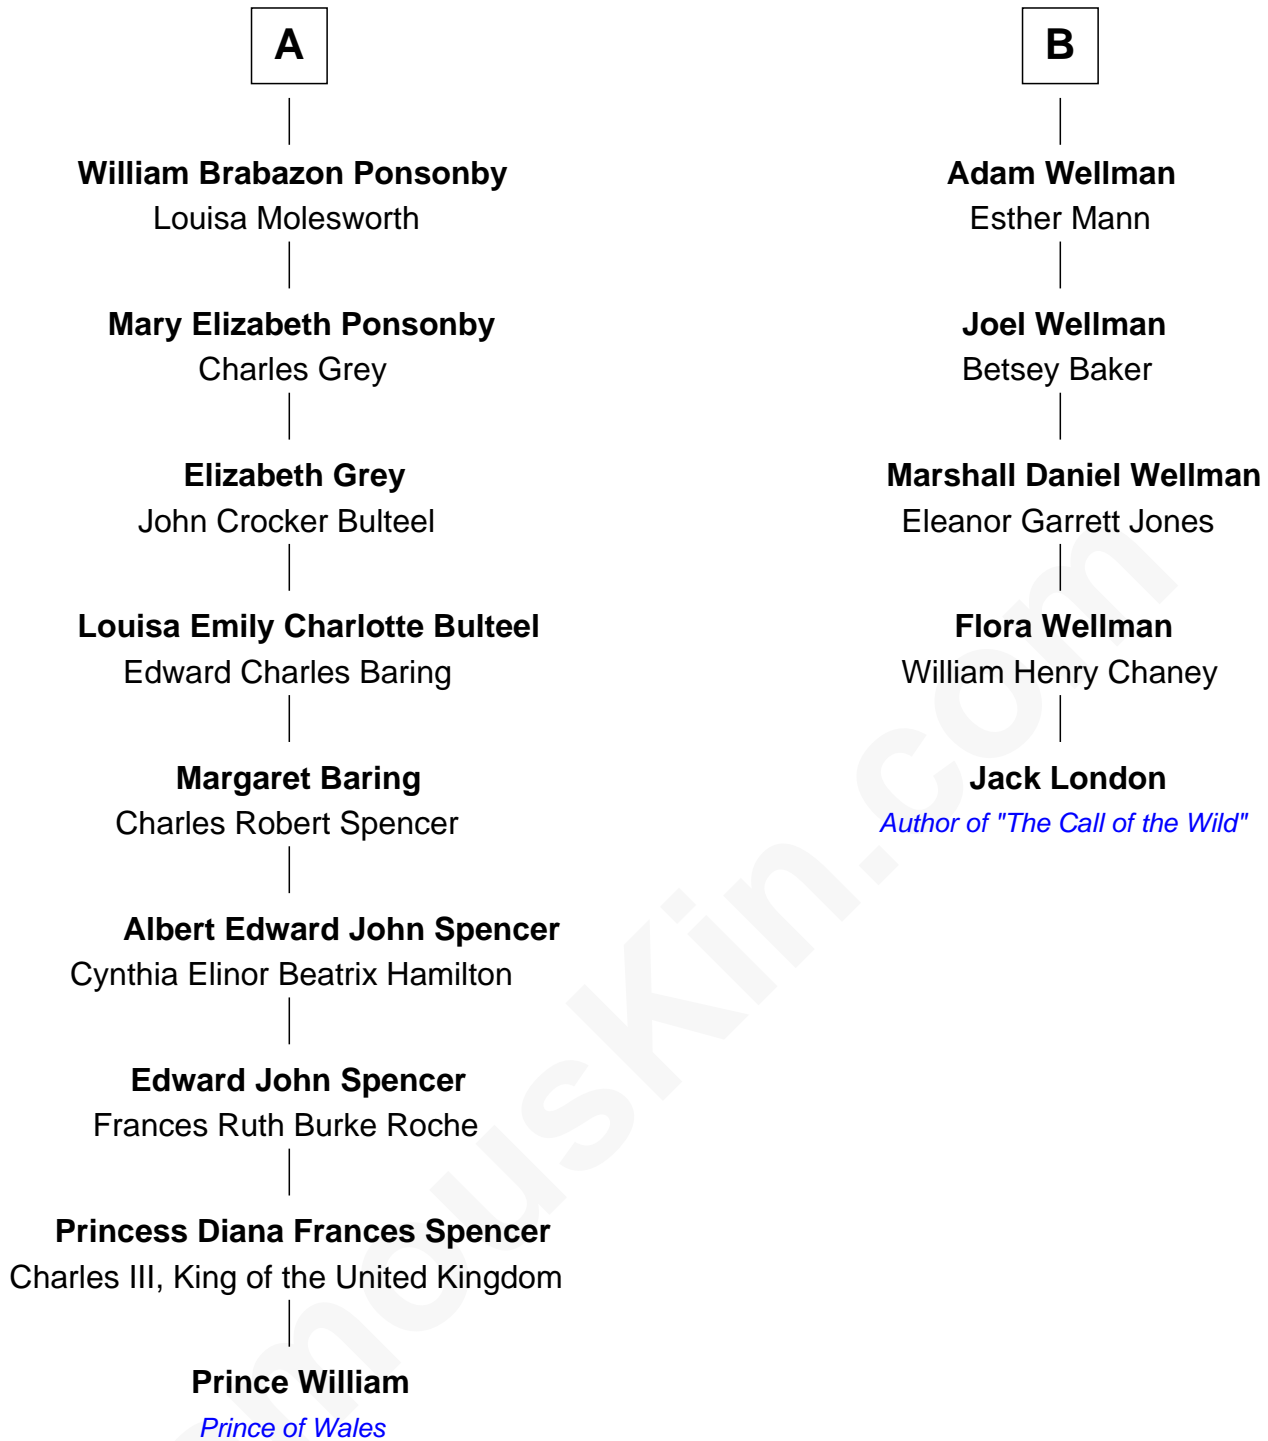 A
William Brabazon Ponsonby
Louisa Molesworth
Mary Elizabeth Ponsonby
Charles Grey
Elizabeth Grey
John Crocker Bulteel
Louisa Emily Charlotte Bulteel
Edward Charles Baring
Margaret Baring
Charles Robert Spencer
Albert Edward John Spencer
Cynthia Elinor Beatrix Hamilton
Edward John Spencer
Frances Ruth Burke Roche
Princess Diana Frances Spencer
Charles III, King of the United Kingdom
Prince William
Prince of Wales
B
Adam Wellman
Esther Mann
Joel Wellman
Betsey Baker
Marshall Daniel Wellman
Eleanor Garrett Jones
Flora Wellman
William Henry Chaney
Jack London
Author of "The Call of the Wild"
mouskin.com